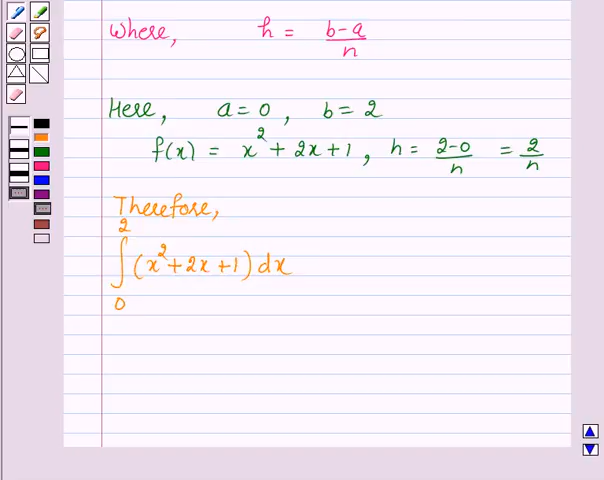 Where, h = (b-a)/n
Here, a = 0, b = 2
f(x) = x² + 2x + 1, h = (2-0)/n = 2/n
Therefore,
∫₀² (x² + 2x + 1) dx